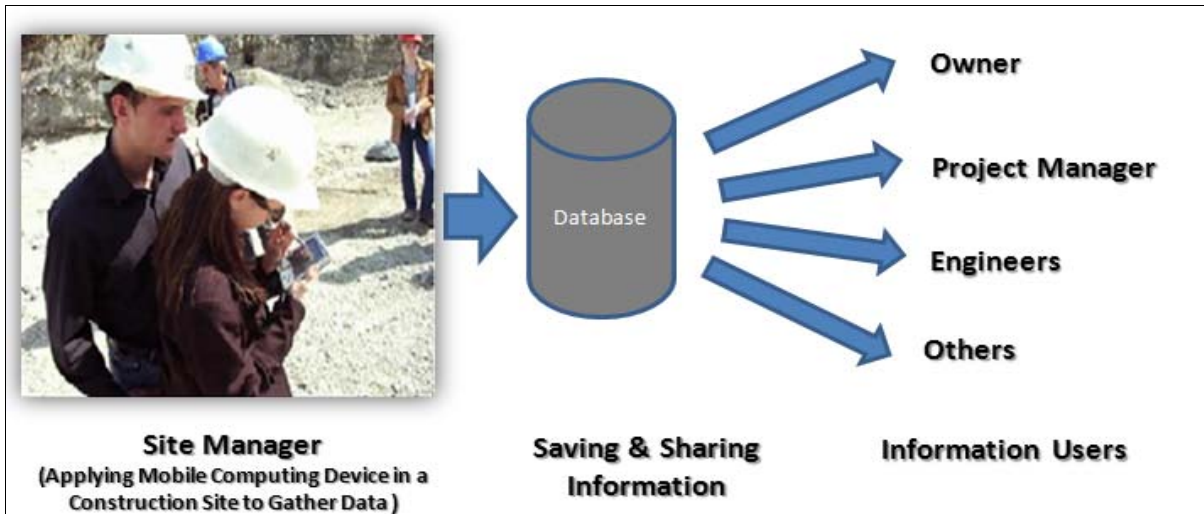 Owner
Project Manager
Database
Engineers
Others
Site Manager
(Applying Mobile Computing Device in a
Construction Site to Gather Data )
Saving & Sharing
Information
Information Users